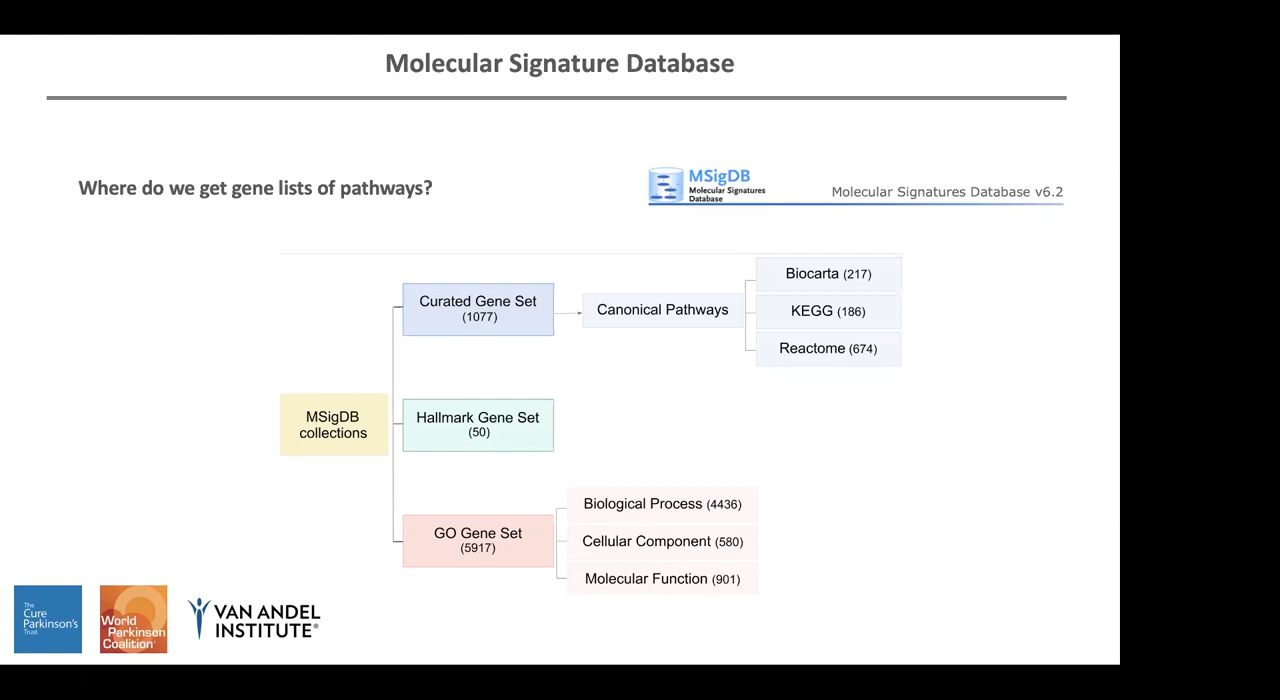 Molecular Signature Database
Where do we get gene lists of pathways?
MSigDB
Molecular Signatures
Database
Molecular Signatures Database v6.2
Curated Gene Set
(1077)
Canonical Pathways
Biocarta (217)
KEGG (186)
Reactome (674)
MSigDB
collections
Hallmark Gene Set
(50)
GO Gene Set
(5917)
Biological Process (4436)
Cellular Component (580)
Molecular Function (901)
The
Cure
Parkinson's
Trust
World
Parkinson
Coalition
VAN ANDEL
INSTITUTE®